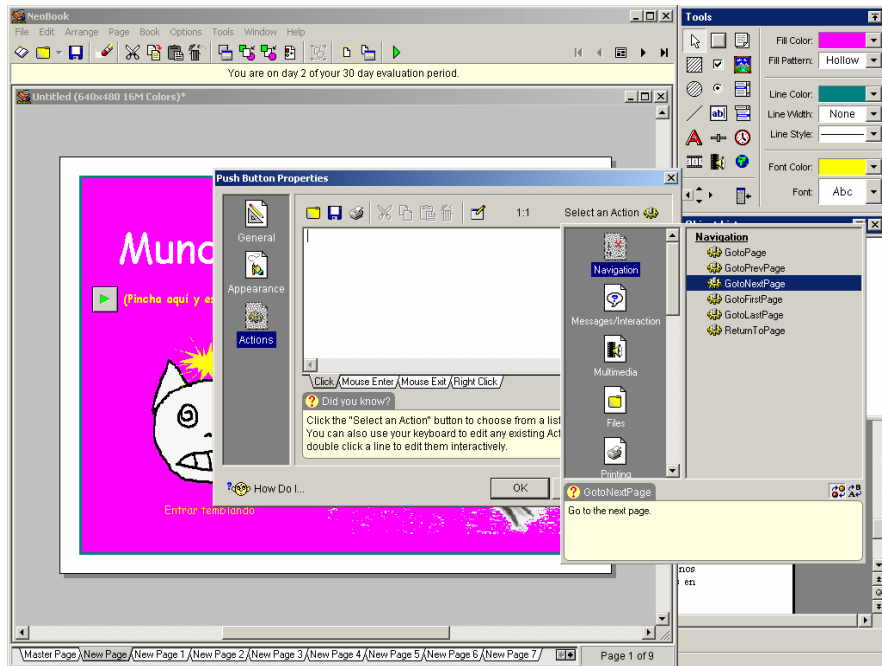 NeoBook
File Edit Arrange Page Book Options Tools Window Help
You are on day 2 of your 30 day evaluation period.
Untitled (640x480 16M Colors)*
Push Button Properties
General
Appearance
Actions
1:1
Select an Action
Click Mouse Enter Mouse Exit Right Click
Did you know?
Click the "Select an Action" button to choose from a list
You can also use your keyboard to edit any existing
double click a line to edit them interactively.
How Do I...
OK
(Pincha aquí y
Entrar temblando
Navigation
Messages/Interaction
Multimedia
Files
Printing
Navigation
GotoPage
GotoPrevPage
GotoNextPage
GotoFirstPage
GotoLastPage
ReturnToPage
GotoNextPage
Go to the next page.
Tools
Fill Color:
Fill Pattern: Hollow
Line Color:
Line Width: None
Line Style:
Font Color:
Font: Abc
en
Master Page New Page New Page 1 New Page 2 New Page 3 New Page 4 New Page 5 New Page 6 New Page 7
Page 1 of 9